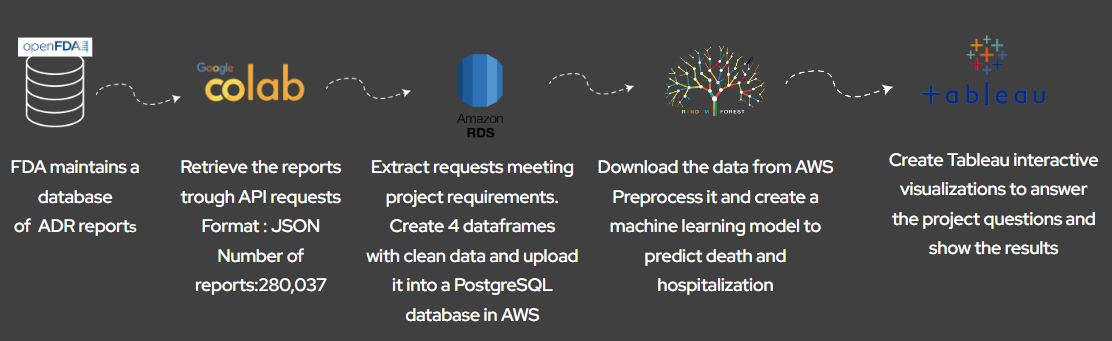 openFDA
FDA maintains a
database
of ADR reports
Google
colab
Retrieve the reports
trough API requests
Format : JSON
Number of
reports:280,037
Amazon
RDS
Extract requests meeting
project requirements.
Create 4 dataframes
with clean data and upload
it into a PostgreSQL
database in AWS
RANDOM FOREST
Download the data from AWS
Preprocess it and create a
machine learning model to
predict death and
hospitalization
+ableau
Create Tableau interactive
visualizations to answer
the project questions and
show the results